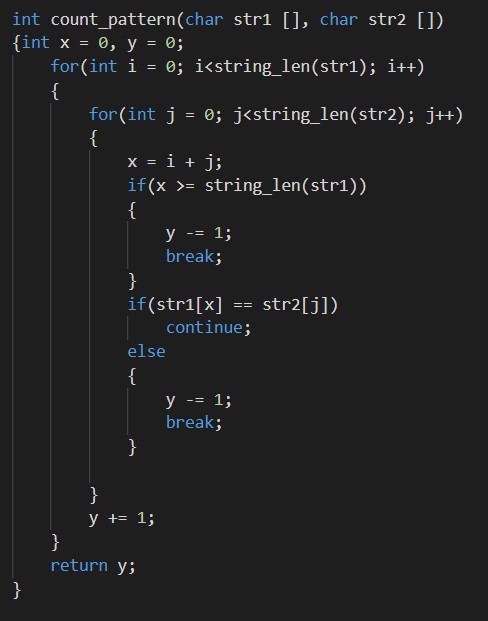 int count_pattern(char str1 [], char str2 [])
{int x = 0, y = 0;
    for(int i = 0; i<string_len(str1); i++)
    {
        for(int j = 0; j<string_len(str2); j++)
        {
            x = i + j;
            if(x >= string_len(str1))
            {
                y -= 1;
                break;
            }
            if(str1[x] == str2[j])
                continue;
            else
            {
                y -= 1;
                break;
            }

        }
        y += 1;
    }
    return y;
}